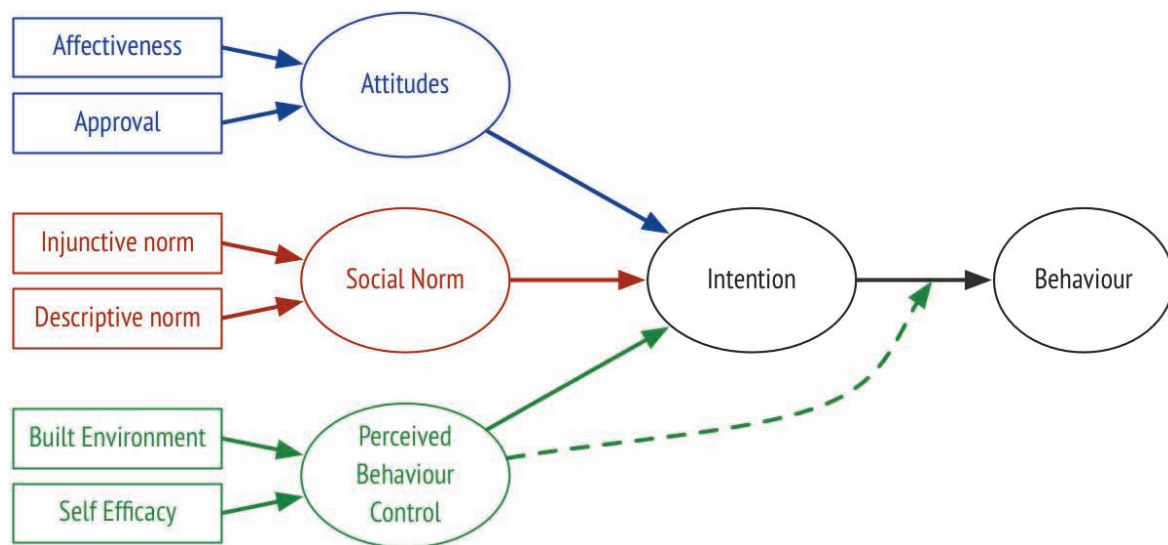 Affectiveness
Approval
Attitudes
Injunctive norm
Descriptive norm
Social Norm
Intention
Behaviour
Built Environment
Self Efficacy
Perceived
Behaviour
Control